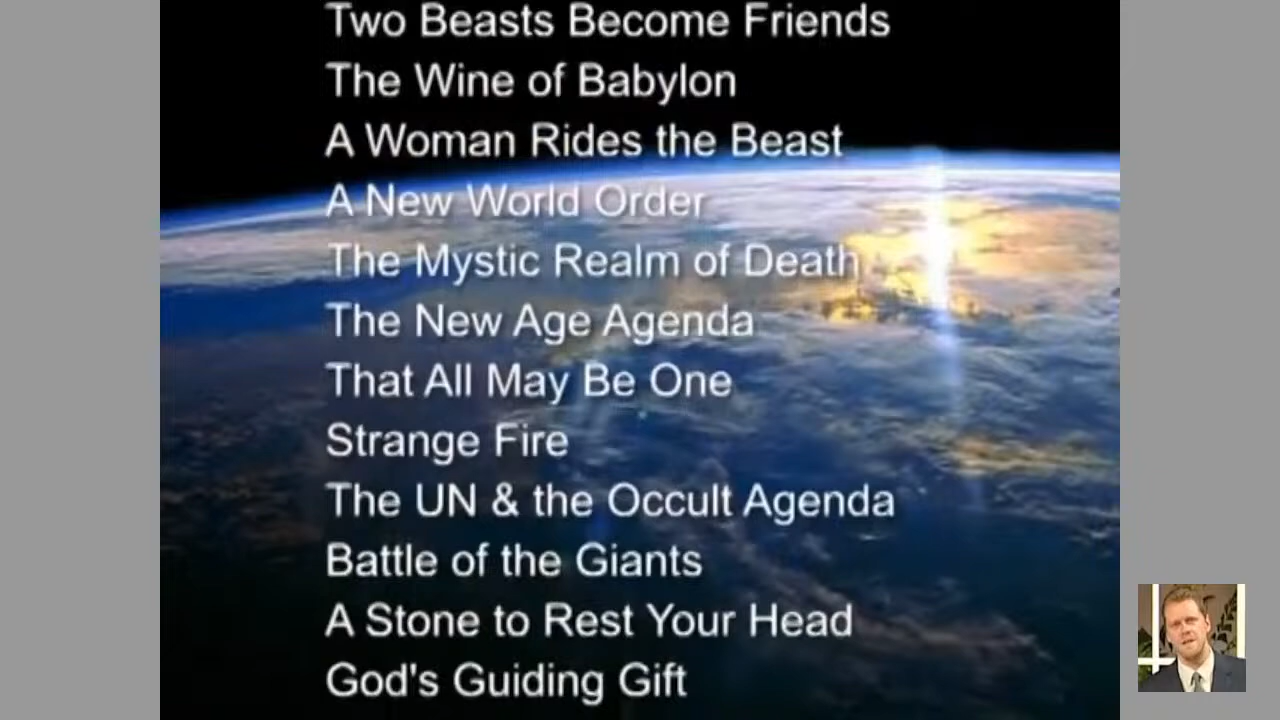 Two Beasts Become Friends
The Wine of Babylon
A Woman Rides the Beast
A New World Order
The Mystic Realm of Death
The New Age Agenda
That All May Be One
Strange Fire
The UN & the Occult Agenda
Battle of the Giants
A Stone to Rest Your Head
God's Guiding Gift